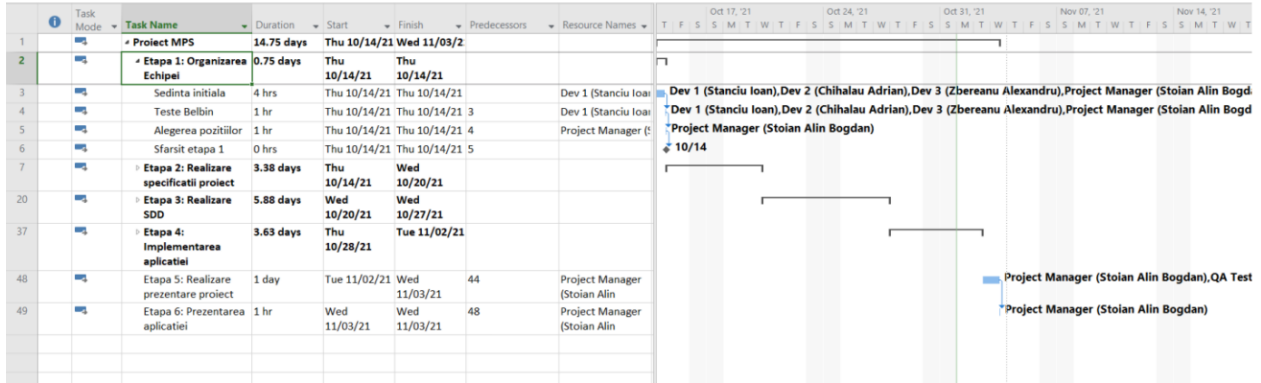 Oct 17, '21 Oct 24, '21 Oct 31, '21 Nov 07, '21 Nov 14, '21
Task Mode Task Name Duration Start Finish Predecessors Resource Names
T F S S M T W T F S S M T W T F S S M T W T F S S M T W T F S S M T W T
1 Proiect MPS 14.75 days Thu 10/14/21 Wed 11/03/2
2 Etapa 1: Organizarea Echipei 0.75 days Thu 10/14/21 Thu 10/14/21
3 Sedinta initiala 4 hrs Thu 10/14/21 Thu 10/14/21 Dev 1 (Stanciu Ioan Dev 1 (Stanciu Ioan),Dev 2 (Chihalau Adrian),Dev 3 (Zbereanu Alexandru),Project Manager (Stoian Alin Bogd
4 Teste Belbin 1 hr Thu 10/14/21 Thu 10/14/21 3 Dev 1 (Stanciu Ioan Dev 1 (Stanciu Ioan),Dev 2 (Chihalau Adrian),Dev 3 (Zbereanu Alexandru),Project Manager (Stoian Alin Bogd
5 Alegerea pozitiilor 1 hr Thu 10/14/21 Thu 10/14/21 4 Project Manager (S Project Manager (Stoian Alin Bogdan)
6 Sfarsit etapa 1 0 hrs Thu 10/14/21 Thu 10/14/21 5 10/14
7 Etapa 2: Realizare specificatii proiect 3.38 days Thu 10/14/21 Wed 10/20/21
20 Etapa 3: Realizare SDD 5.88 days Wed 10/20/21 Wed 10/27/21
37 Etapa 4: Implementarea aplicatiei 3.63 days Thu 10/28/21 Tue 11/02/21
48 Etapa 5: Realizare prezentare proiect 1 day Tue 11/02/21 Wed 11/03/21 44 Project Manager (Stoian Alin Project Manager (Stoian Alin Bogdan),QA Test
49 Etapa 6: Prezentarea aplicatiei 1 hr Wed 11/03/21 Wed 11/03/21 48 Project Manager (Stoian Alin Project Manager (Stoian Alin Bogdan)